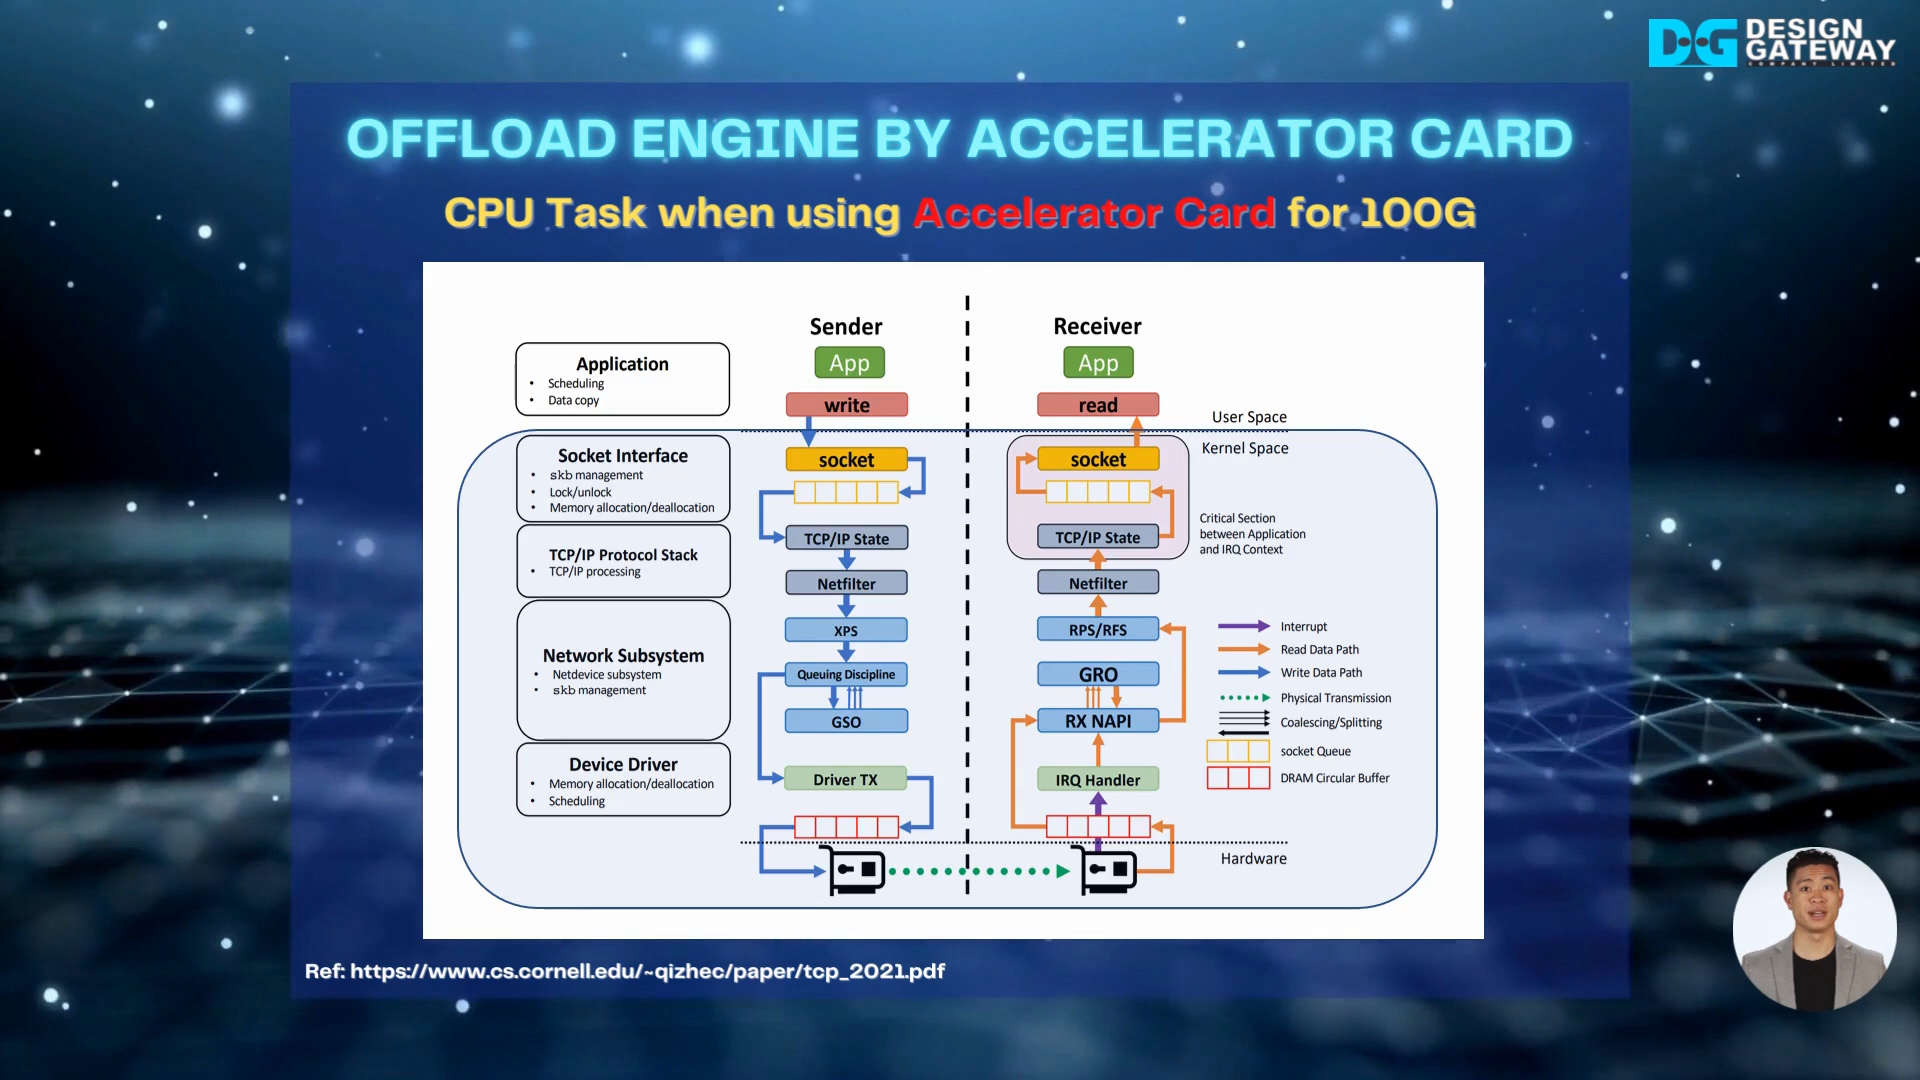 DG DESIGN
GATEWAY
COMPANY LIMITED
OFFLOAD ENGINE BY ACCELERATOR CARD
CPU Task when using Accelerator Card for 100G
Sender
Receiver
Application
• Scheduling
• Data copy
App
App
write
read
User Space
Kernel Space
Socket Interface
• skb management
• Lock/unlock
• Memory allocation/deallocation
socket
socket
TCP/IP Protocol Stack
• TCP/IP processing
TCP/IP State
TCP/IP State
Critical Section
between Application
and IRQ Context
Netfilter
Netfilter
Network Subsystem
• Netdevice subsystem
• skb management
XPS
RPS/RFS
Queuing Discipline
GRO
GSO
RX NAPI
Device Driver
• Memory allocation/deallocation
• Scheduling
Driver TX
IRQ Handler
Interrupt
Read Data Path
Write Data Path
Physical Transmission
Coalescing/Splitting
socket Queue
DRAM Circular Buffer
Hardware
Ref: https://www.cs.cornell.edu/~qizhec/paper/tcp_2021.pdf